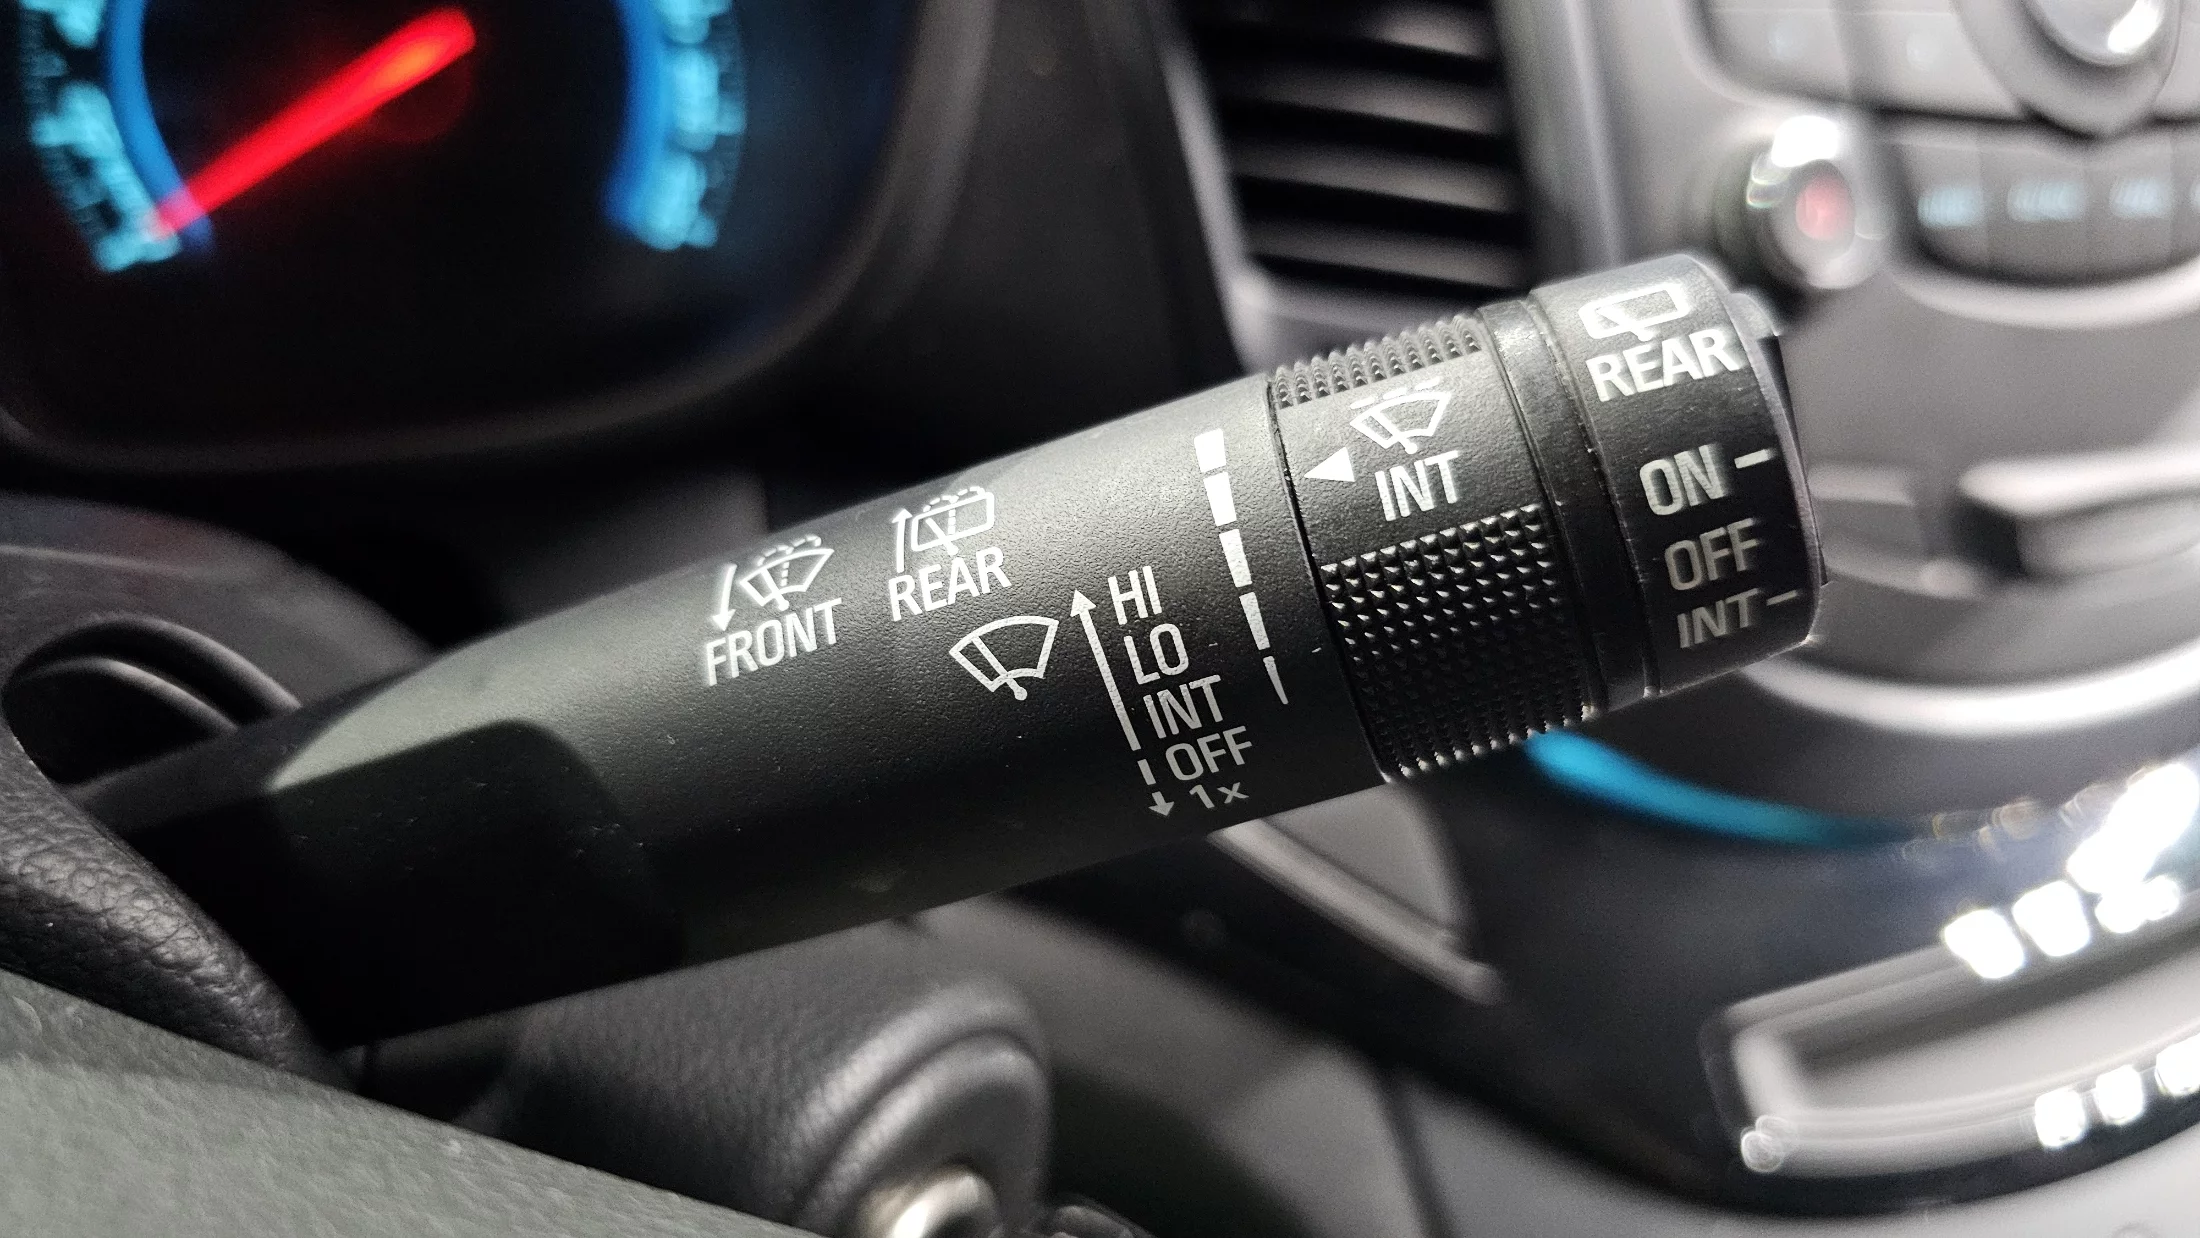 FRONT
REAR
HI
LO
INT
OFF
1x
INT
REAR
ON -
OFF
INT -